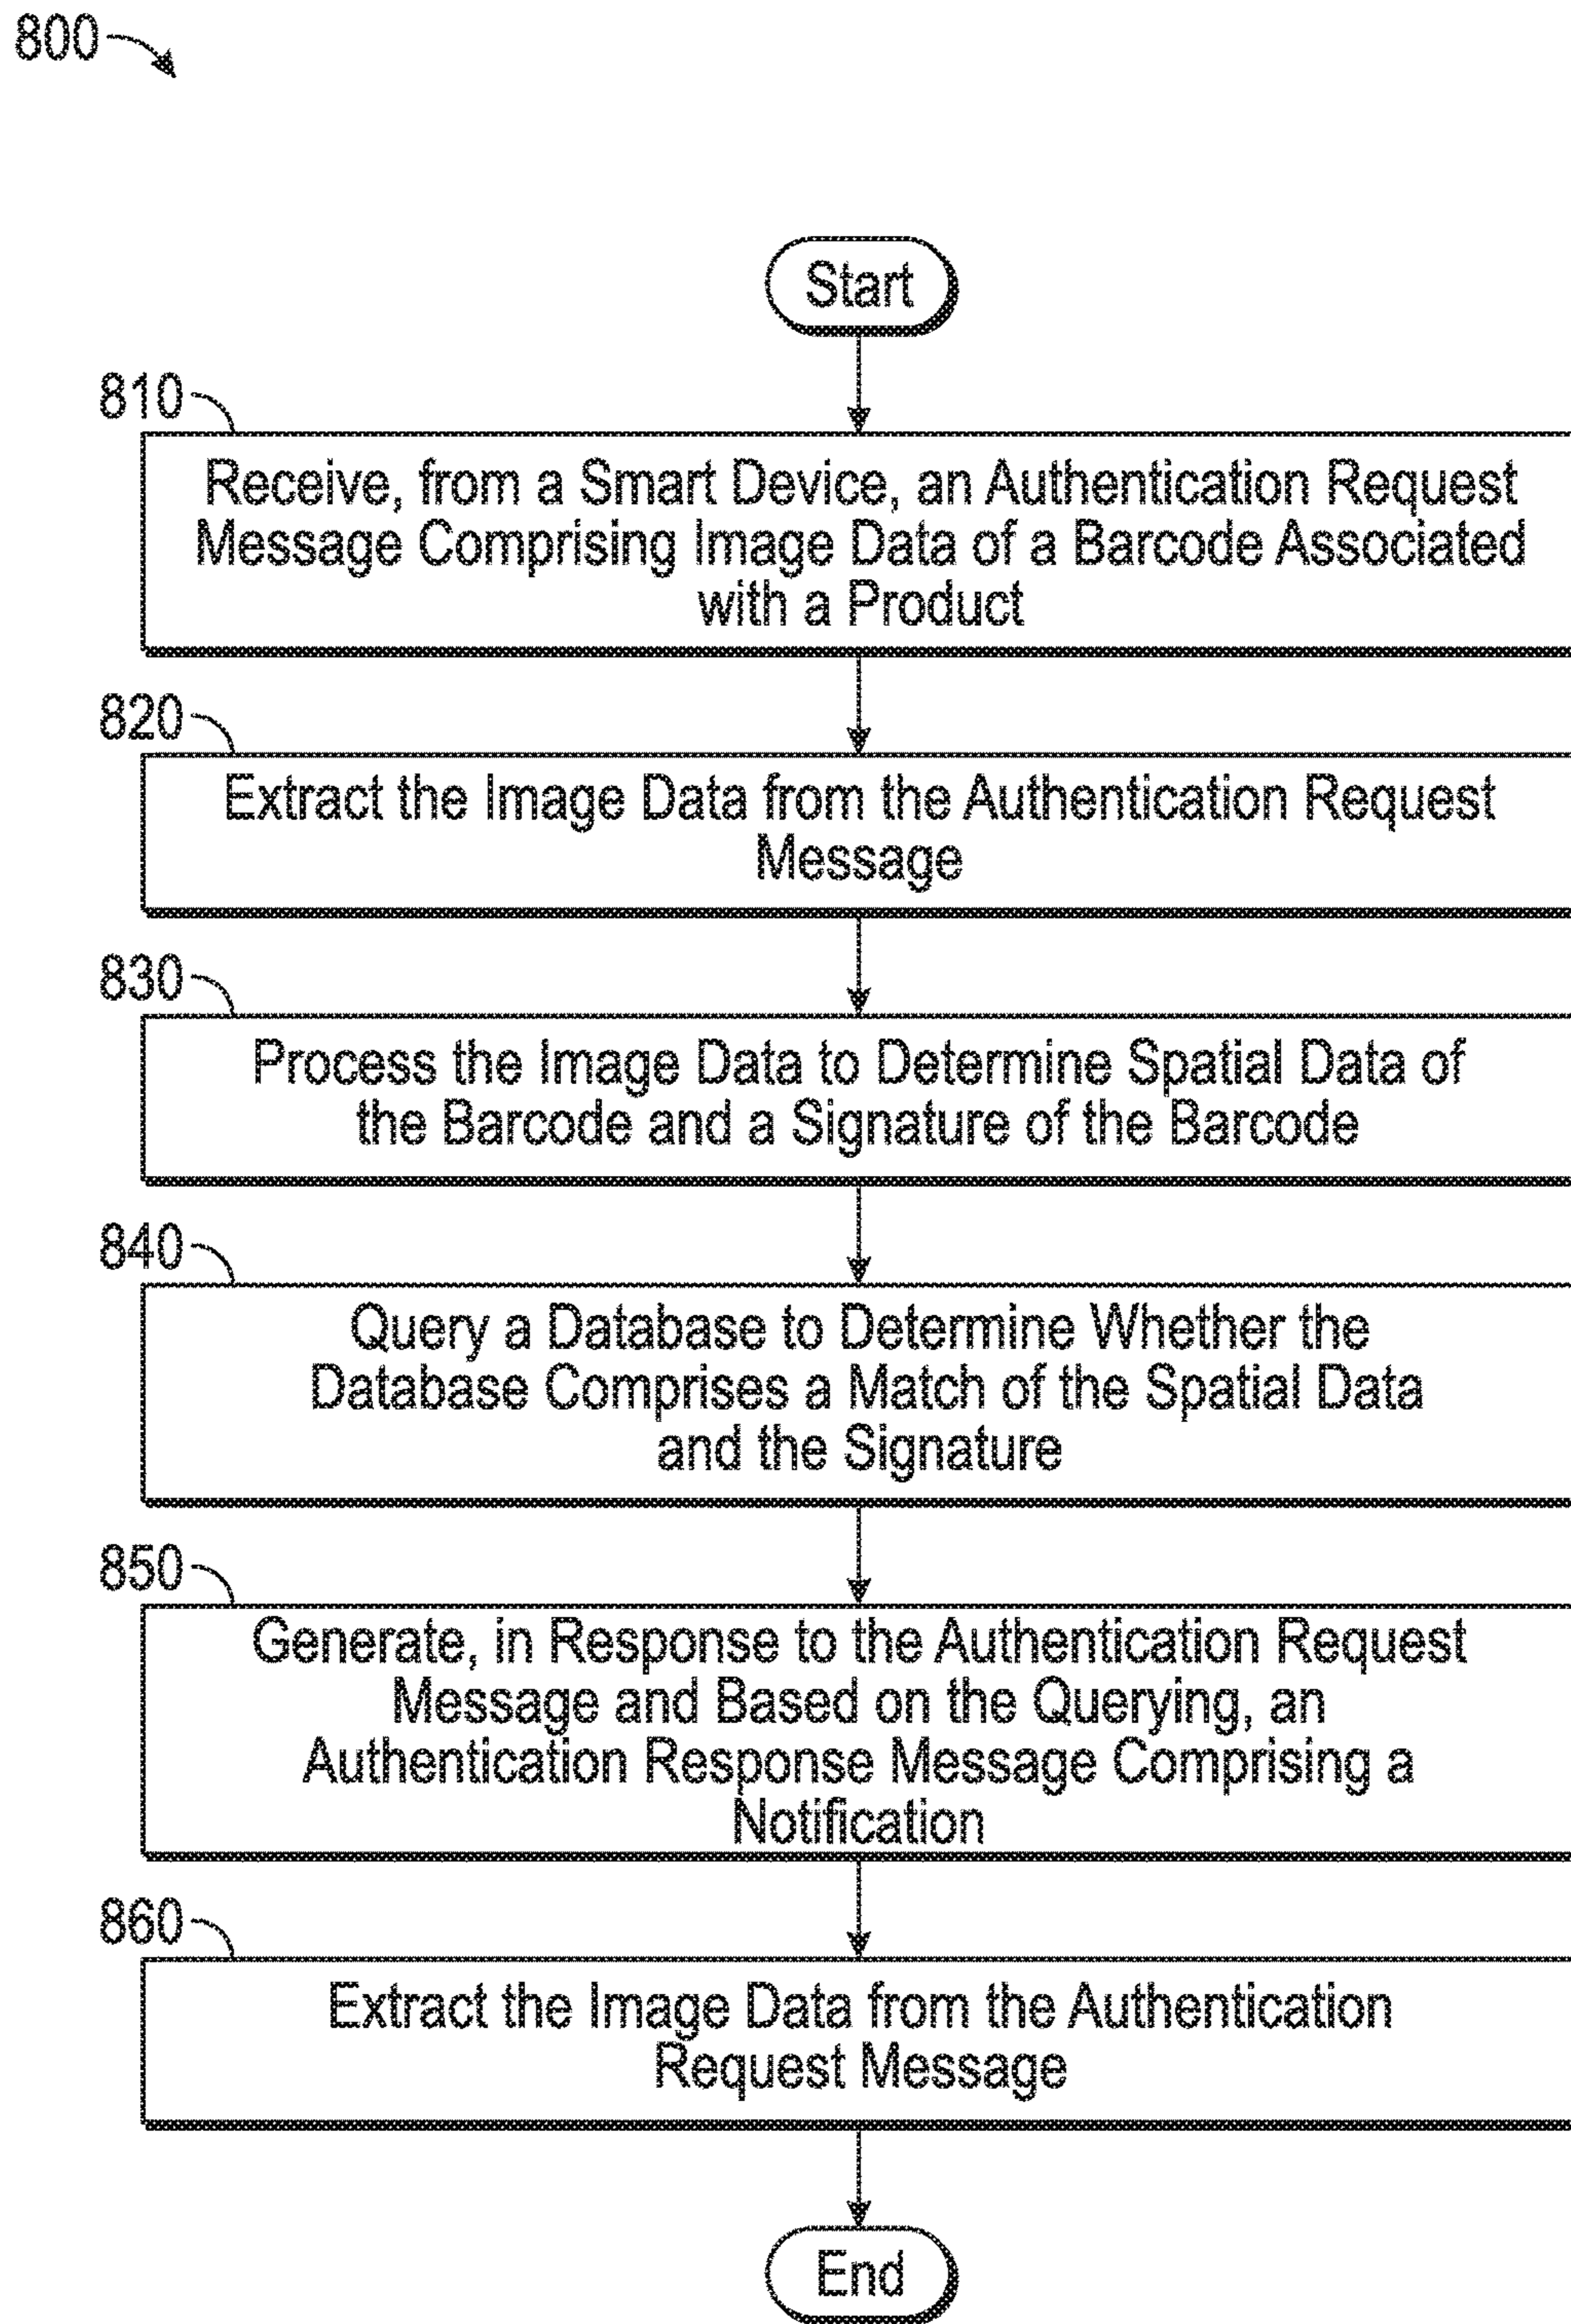 800
Start
810
Receive, from a Smart Device, an Authentication Request
Message Comprising Image Data of a Barcode Associated
with a Product
820
Extract the Image Data from the Authentication Request
Message
830
Process the Image Data to Determine Spatial Data of
the Barcode and a Signature of the Barcode
840
Query a Database to Determine Whether the
Database Comprises a Match of the Spatial Data
and the Signature
850
Generate, in Response to the Authentication Request
Message and Based on the Querying, an
Authentication Response Message Comprising a
Notification
860
Extract the Image Data from the Authentication
Request Message
End